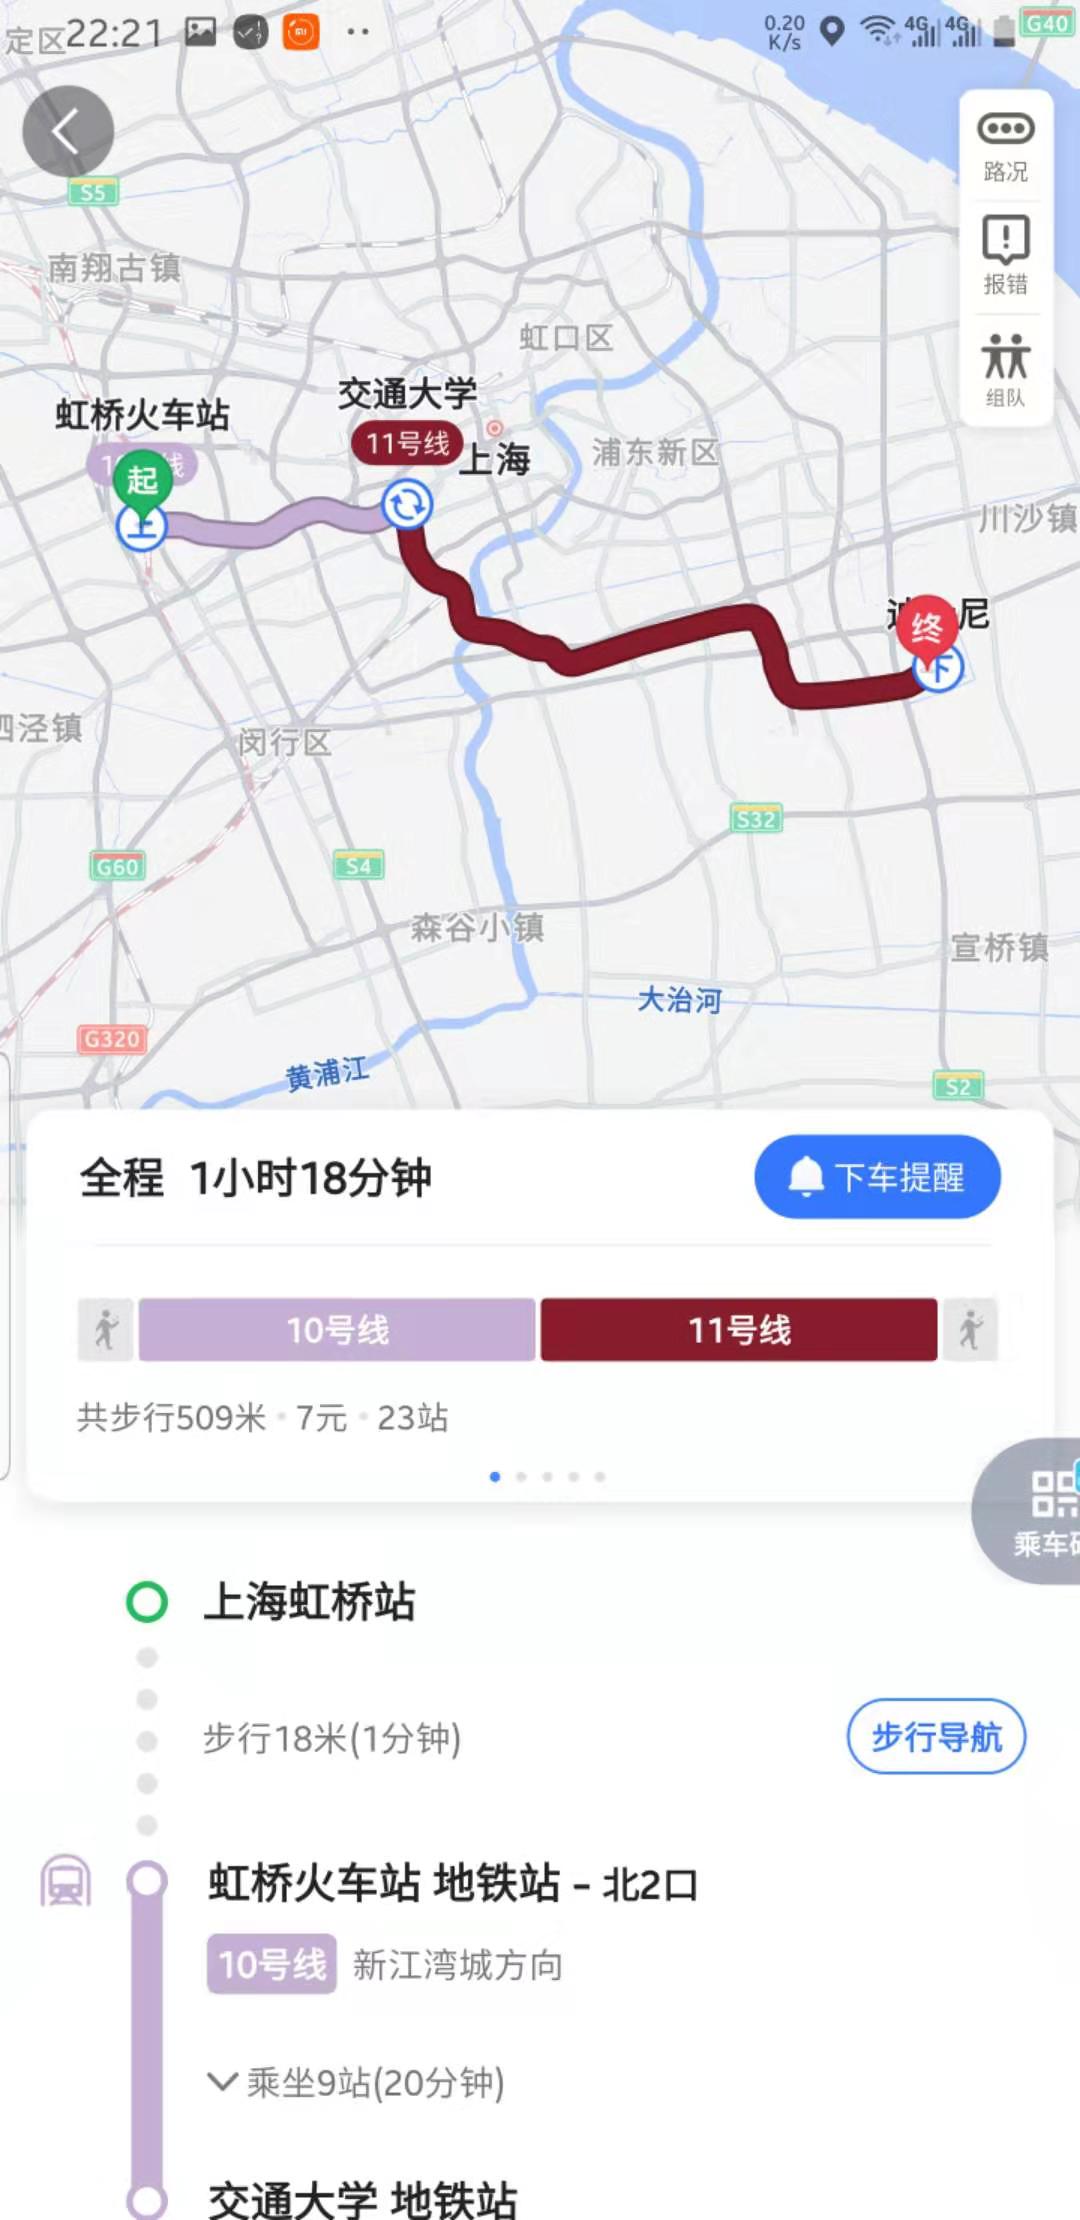 定区22:21
0.20 K/s
4G 4G
G40
路况
S5
报错
南翔古镇
虹口区
组队
交通大学
虹桥火车站
11号线
上海
浦东新区
起
上
川沙镇
尼
终
下
泗泾镇
闵行区
S32
G60
S4
森谷小镇
宣桥镇
大治河
G320
黄浦江
S2
全程 1小时18分钟
下车提醒
10号线
11号线
共步行509米·7元·23站
乘车码
上海虹桥站
步行18米(1分钟)
步行导航
虹桥火车站 地铁站 - 北2口
10号线 新江湾城方向
乘坐9站(20分钟)
交通大学 地铁站